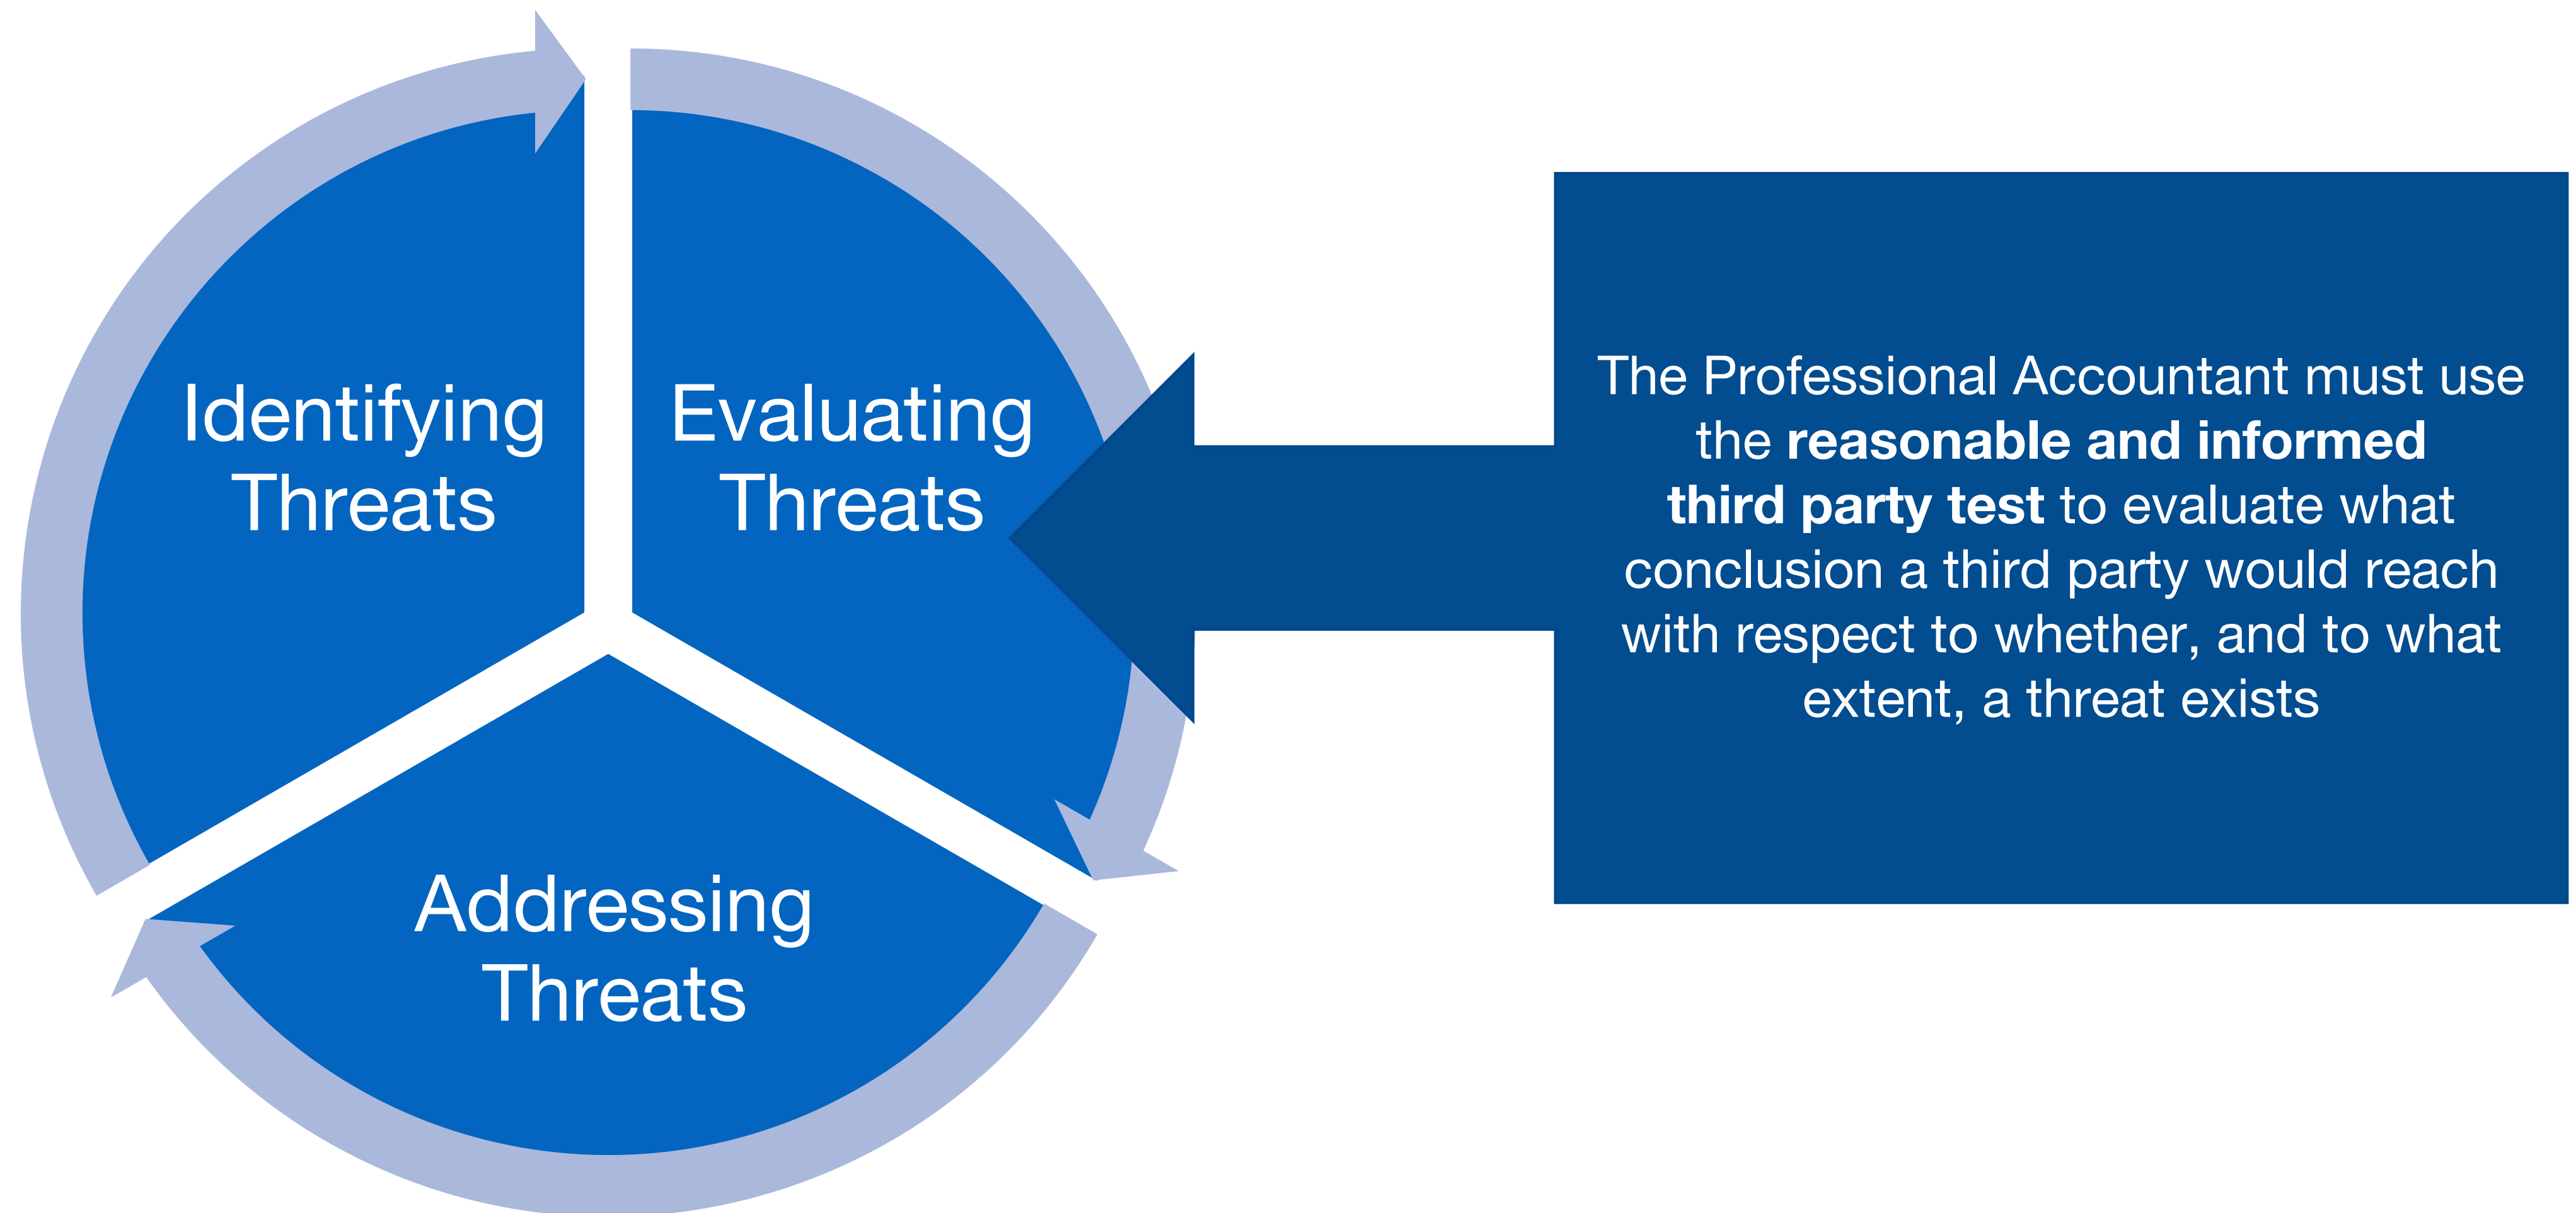 Identifying
Threats
Evaluating
Threats
Addressing
Threats
The Professional Accountant must use
the reasonable and informed
third party test to evaluate what
conclusion a third party would reach
with respect to whether, and to what
extent, a threat exists